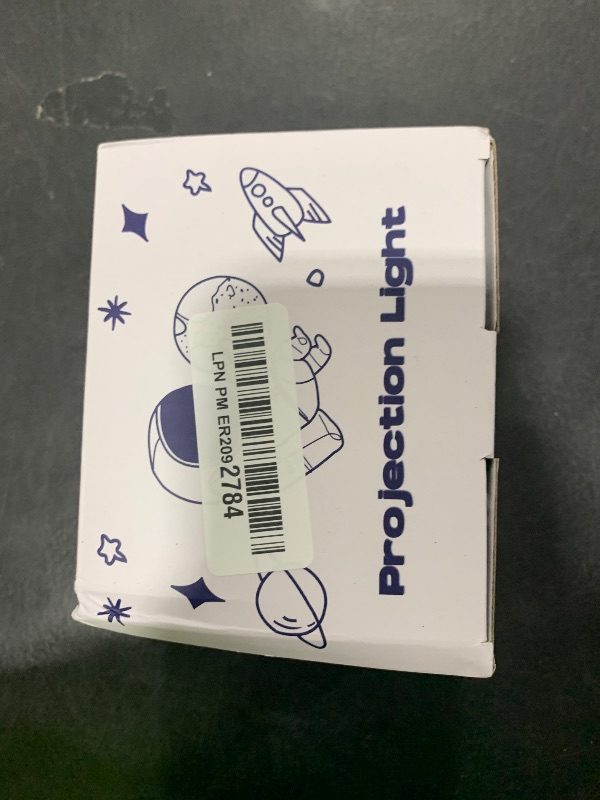 LPN PM ER2092784
Projection Light